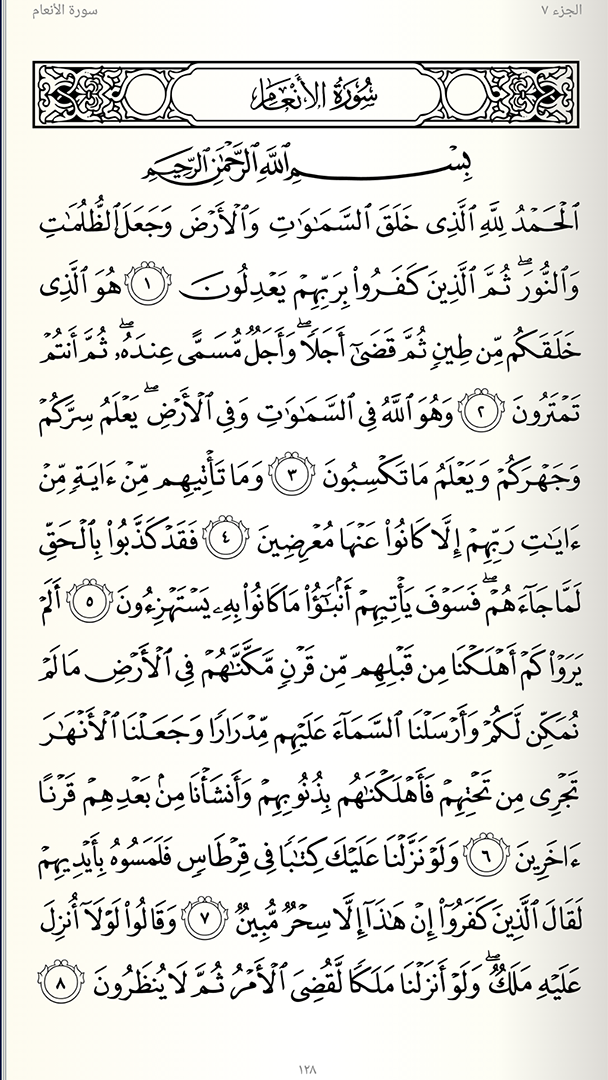 الجزء ٧
سورة الأنعام
سُورَةُ الأَنْعَامِ
بِسْمِ اللَّهِ الرَّحْمَٰنِ الرَّحِيمِ
ٱلۡحَمۡدُ لِلَّهِ ٱلَّذِي خَلَقَ ٱلسَّمَٰوَٰتِ وَٱلۡأَرۡضَ وَجَعَلَ ٱلظُّلُمَٰتِ
وَٱلنُّورَۖ ثُمَّ ٱلَّذِينَ كَفَرُواْ بِرَبِّهِمۡ يَعۡدِلُونَ ١ هُوَ ٱلَّذِي
خَلَقَكُم مِّن طِينٖ ثُمَّ قَضَىٰٓ أَجَلٗاۖ وَأَجَلٞ مُّسَمًّى عِندَهُۥۖ ثُمَّ أَنتُمۡ
تَمۡتَرُونَ ٢ وَهُوَ ٱللَّهُ فِي ٱلسَّمَٰوَٰتِ وَفِي ٱلۡأَرۡضِۖ يَعۡلَمُ سِرَّكُمۡ
وَجَهۡرَكُمۡ وَيَعۡلَمُ مَا تَكۡسِبُونَ ٣ وَمَا تَأۡتِيهِم مِّنۡ ءَايَةٖ مِّنۡ
ءَايَٰتِ رَبِّهِمۡ إِلَّا كَانُواْ عَنۡهَا مُعۡرِضِينَ ٤ فَقَدۡ كَذَّبُواْ بِٱلۡحَقِّ
لَمَّا جَآءَهُمۡۖ فَسَوۡفَ يَأۡتِيهِمۡ أَنۢبَٰٓؤُاْ مَا كَانُواْ بِهِۦ يَسۡتَهۡزِءُونَ ٥ أَلَمۡ
يَرَوۡاْ كَمۡ أَهۡلَكۡنَا مِن قَبۡلِهِم مِّن قَرۡنٖ مَّكَّنَّٰهُمۡ فِي ٱلۡأَرۡضِ مَا لَمۡ
نُمَكِّن لَّكُمۡ وَأَرۡسَلۡنَا ٱلسَّمَآءَ عَلَيۡهِم مِّدۡرَارٗا وَجَعَلۡنَا ٱلۡأَنۡهَٰرَ
تَجۡرِي مِن تَحۡتِهِمۡ فَأَهۡلَكۡنَٰهُم بِذُنُوبِهِمۡ وَأَنشَأۡنَا مِنۢ بَعۡدِهِمۡ قَرۡنًا
ءَاخَرِينَ ٦ وَلَوۡ نَزَّلۡنَا عَلَيۡكَ كِتَٰبٗا فِي قِرۡطَاسٖ فَلَمَسُوهُ بِأَيۡدِيهِمۡ
لَقَالَ ٱلَّذِينَ كَفَرُوٓاْ إِنۡ هَٰذَآ إِلَّا سِحۡرٞ مُّبِينٞ ٧ وَقَالُواْ لَوۡلَآ أُنزِلَ
عَلَيۡهِ مَلَكٞۖ وَلَوۡ أَنزَلۡنَا مَلَكٗا لَّقُضِيَ ٱلۡأَمۡرُ ثُمَّ لَا يُنظَرُونَ ٨
١٢٨